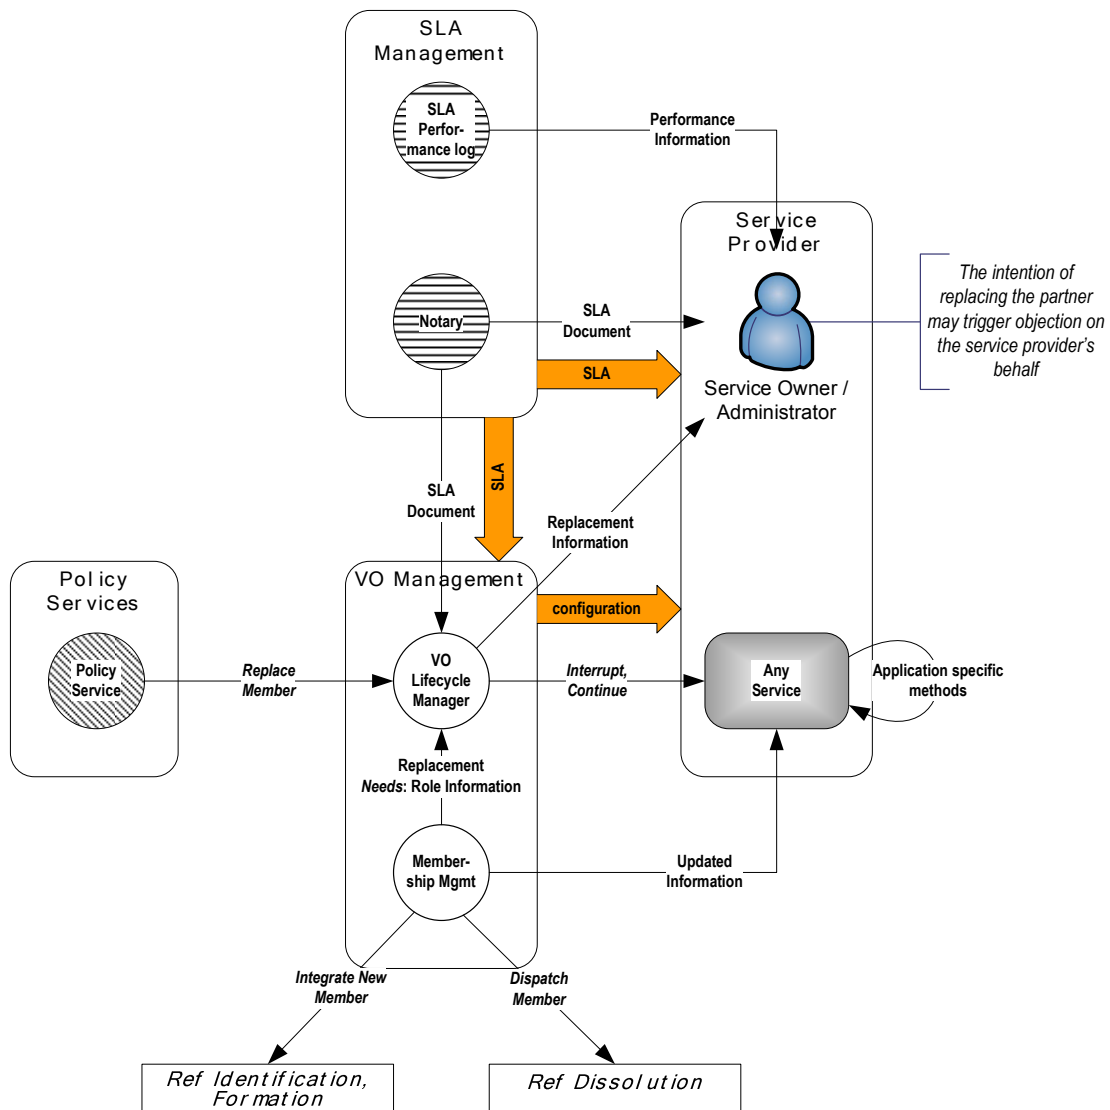 SLA
Management
SLA
Perfor-
mance log
Performance
Information
Service
Provider
The intention of
replacing the partner
may trigger objection on
the service provider's
behalf
Notary
SLA
Document
SLA
Service Owner /
Administrator
SLA
Document
SLA
Replacement
Information
Policy
Services
VO Management
configuration
Policy
Service
Replace
Member
VO
Lifecycle
Manager
Interrupt,
Continue
Any
Service
Application specific
methods
Replacement
Needs: Role Information
Member-
ship Mgmt
Updated
Information
Integrate New
Member
Dispatch
Member
Ref Identification,
Formation
Ref Dissolution